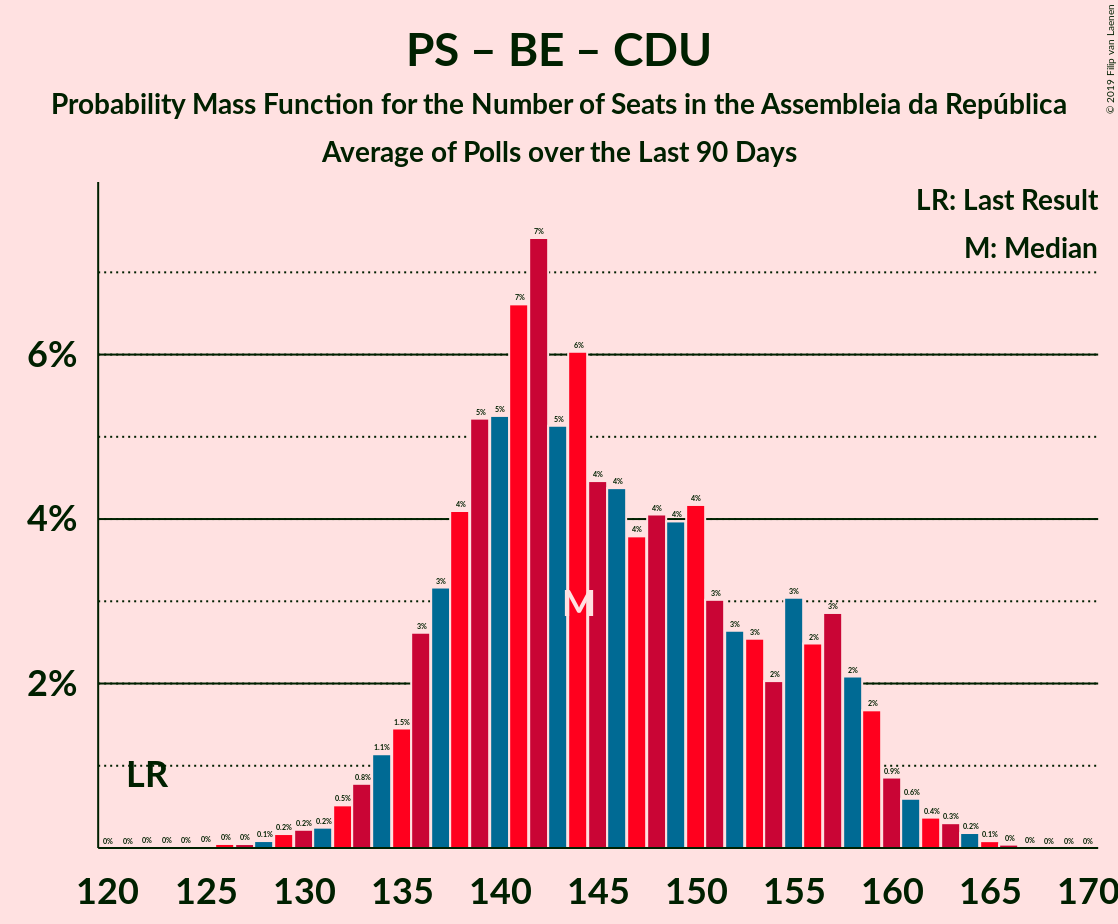 PS – BE – CDU
Probability Mass Function for the Number of Seats in the Assembleia da República
Average of Polls over the Last 90 Days
© 2019 Filip van Laenen
LR: Last Result
M: Median
6%
4%
2%
LR
M
0% 0% 0% 0% 0% 0% 0% 0% 0.1% 0.2% 0.2% 0.2% 0.5% 0.8% 1.1% 1.5% 3% 3% 4% 5% 5% 7% 7% 5% 6% 4% 4% 4% 4% 4% 4% 3% 3% 3% 2% 3% 2% 3% 2% 2% 0.9% 0.6% 0.4% 0.3% 0.2% 0.1% 0% 0% 0% 0% 0%
120 125 130 135 140 145 150 155 160 165 170